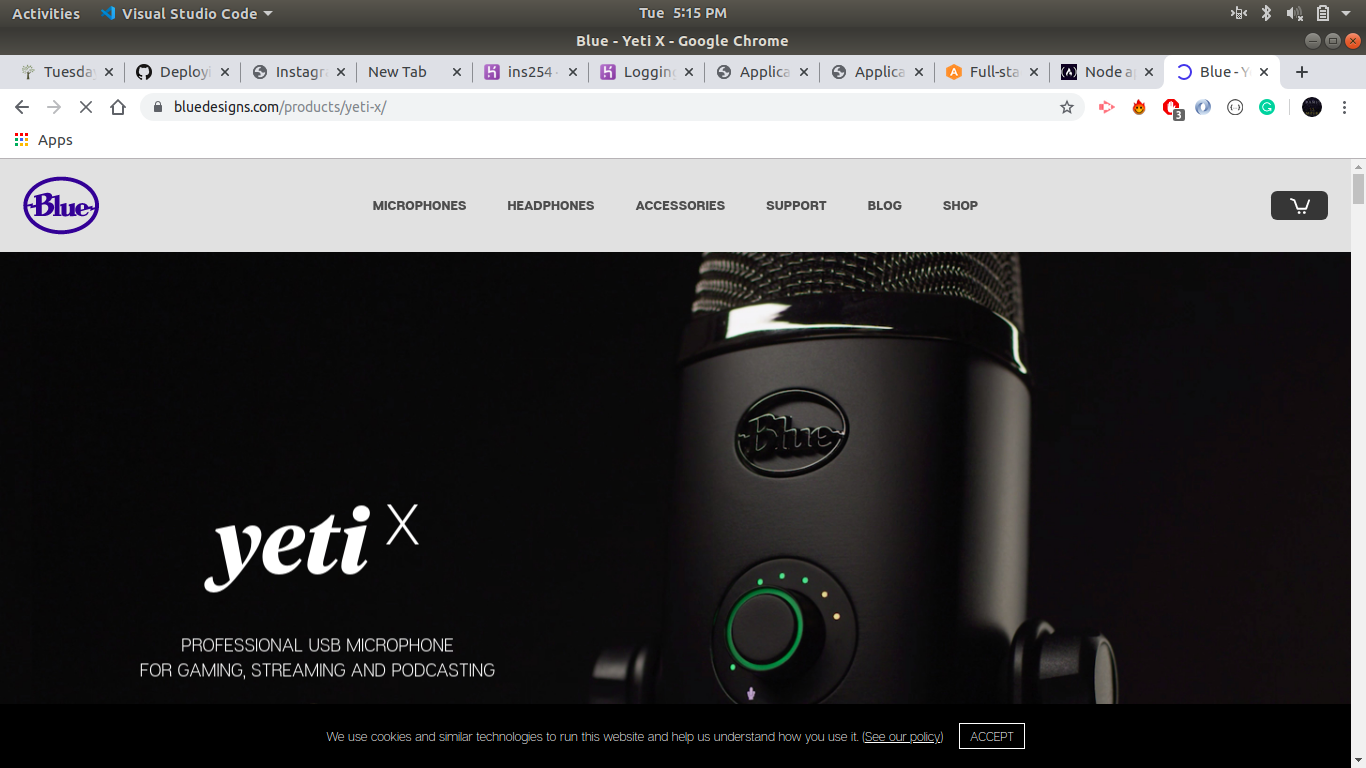 Activities Visual Studio Code Tue 5:15 PM
Blue - Yeti X - Google Chrome
Tuesday Deploy Instagr New Tab ins254 - Logging Applica Applica Full-sta Node a Blue - Y
bluedesigns.com/products/yeti-x/ 3
Apps
Blue MICROPHONES HEADPHONES ACCESSORIES SUPPORT BLOG SHOP
Blue
yeti X
PROFESSIONAL USB MICROPHONE
FOR GAMING, STREAMING AND PODCASTING
We use cookies and similar technologies to run this website and help us understand how you use it. (See our policy) ACCEPT